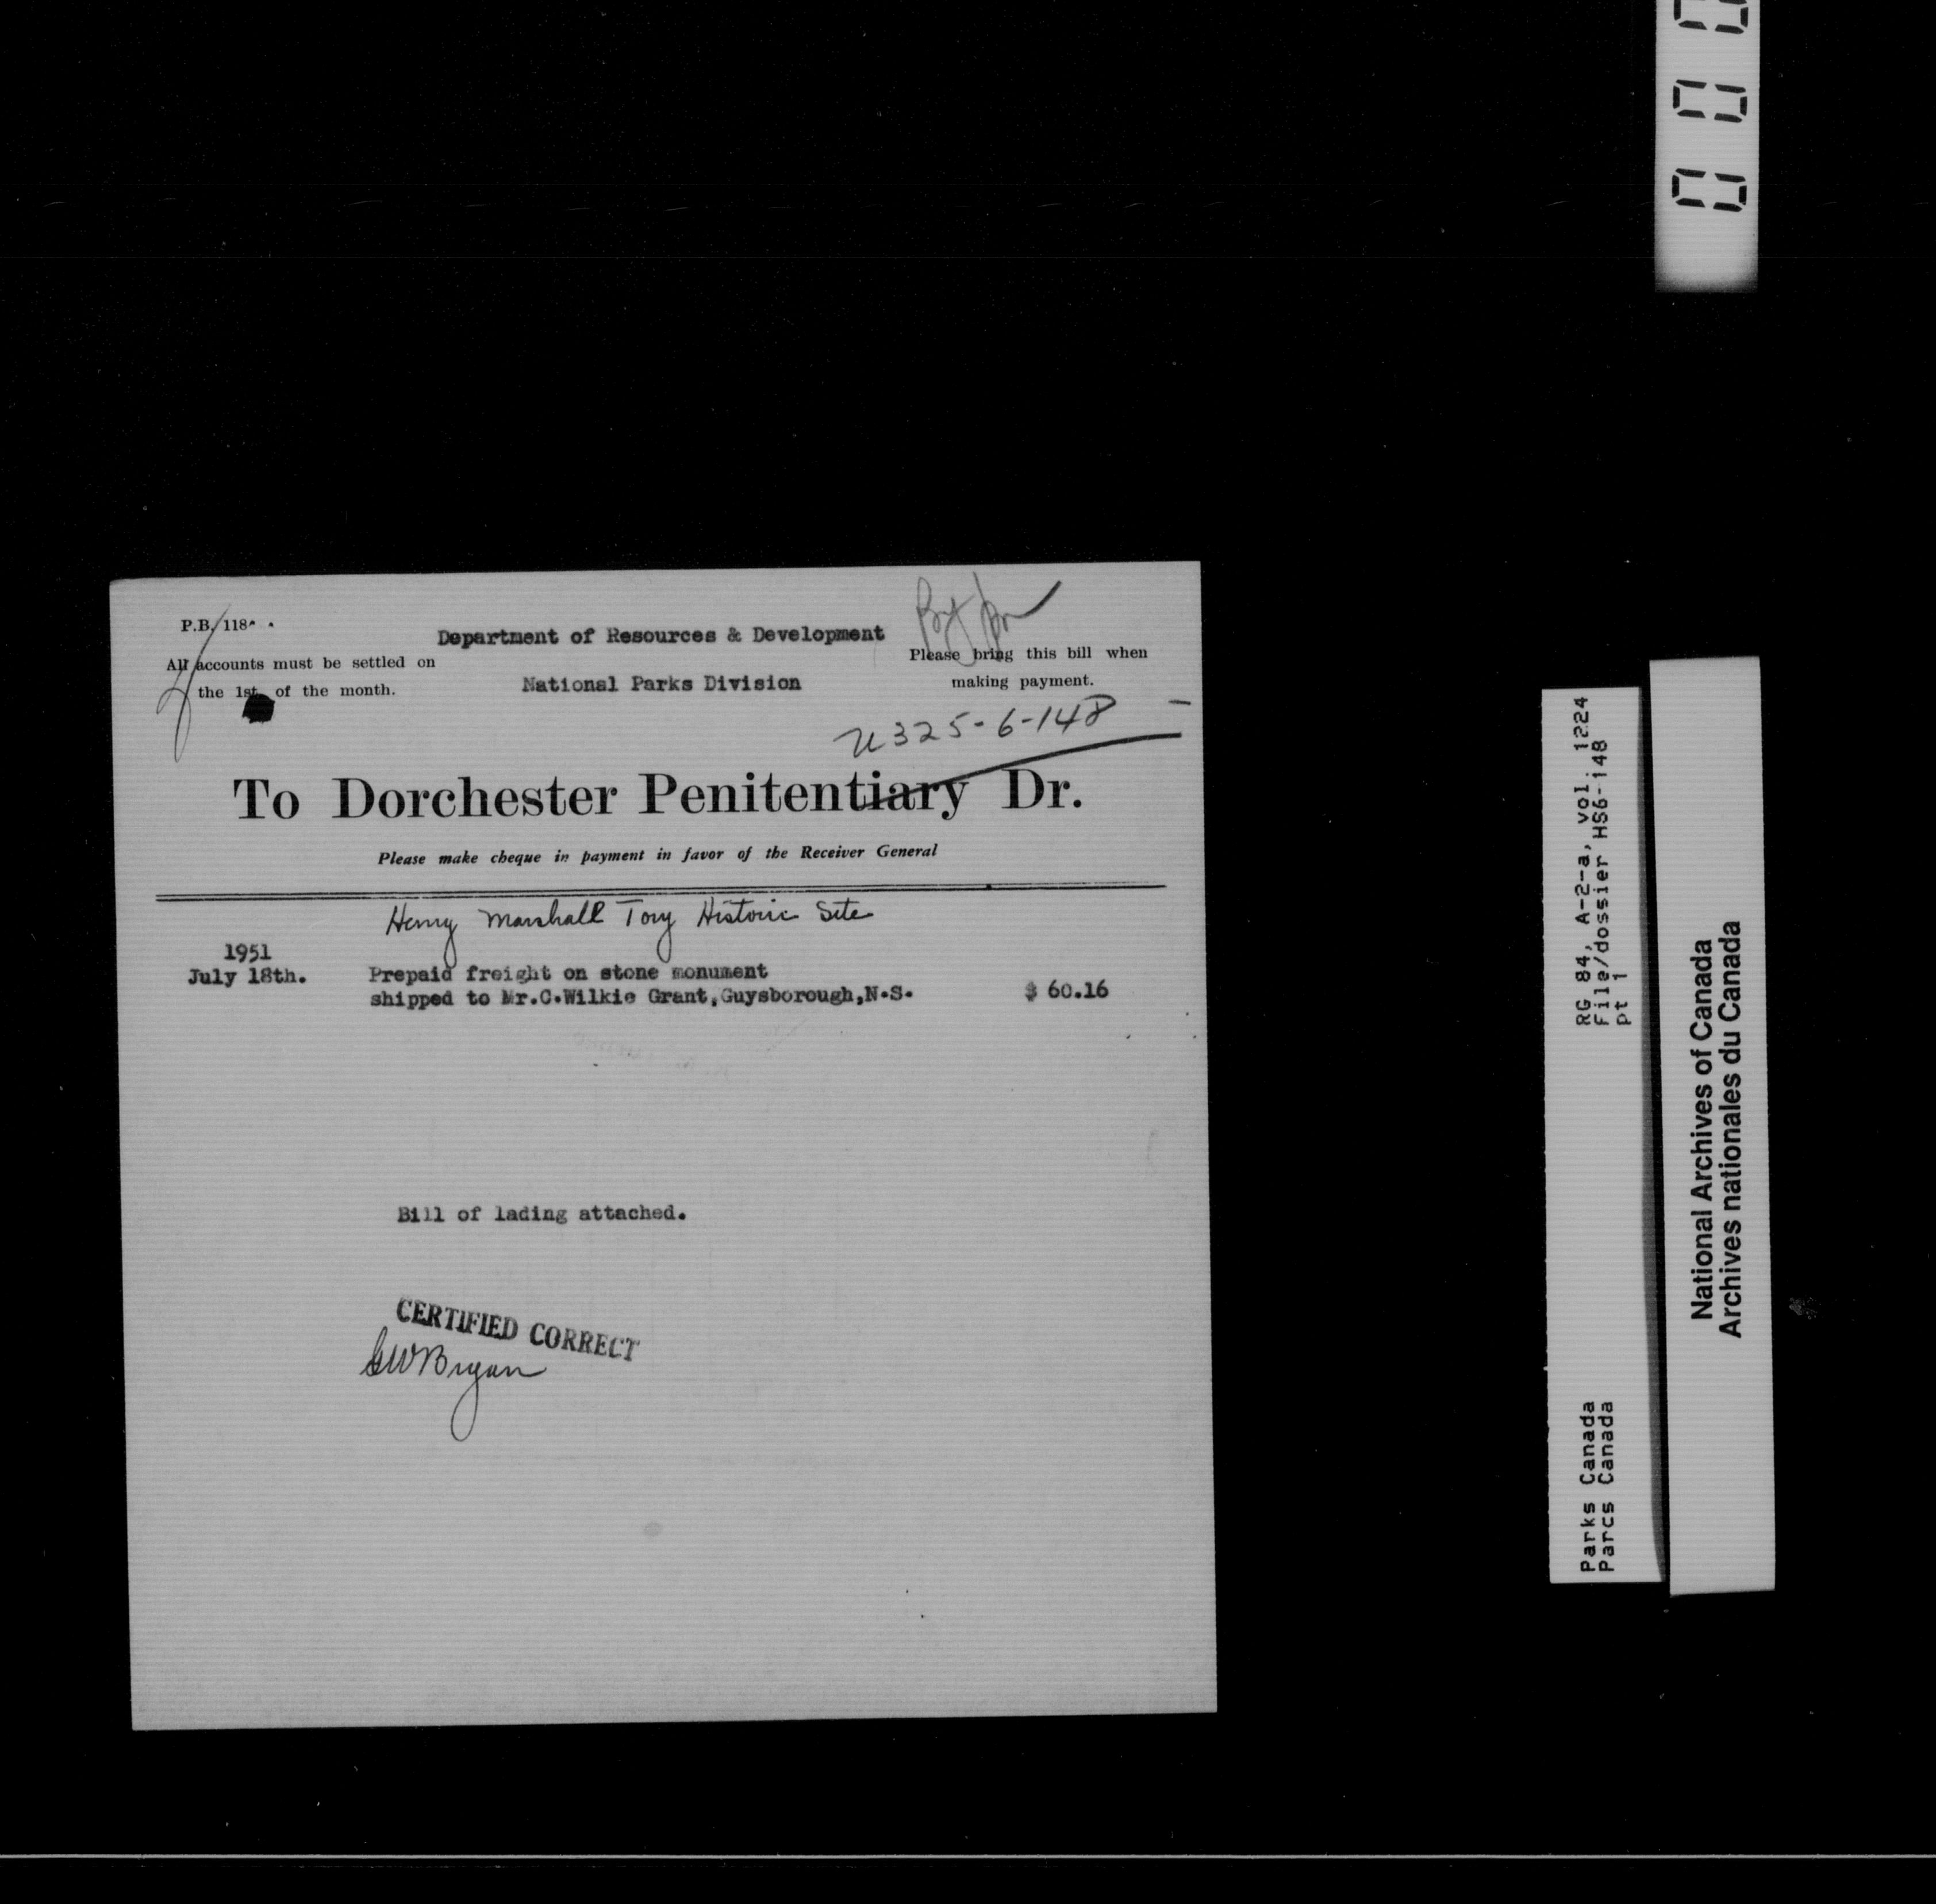 P.B. 118
Department of Resources & Development
All accounts must be settled on
the 1st of the month.
National Parks Division
Please bring this bill when
making payment.
U325-6-148
To Dorchester Penitentiary Dr.
Please make cheque in payment in favor of the Receiver General
Henry Marshall Tory Historic Site
1951
July 18th.
Prepaid freight on stone monument
shipped to Mr.C.Wilkie Grant,Guysborough,N.S. $ 60.16
Bill of lading attached.
CERTIFIED CORRECT
GWBryan
RG 84, A-2-a, vol. 1224
File/dossier HS6-148
pt 1
Parks Canada
Parcs Canada
National Archives of Canada
Archives nationales du Canada